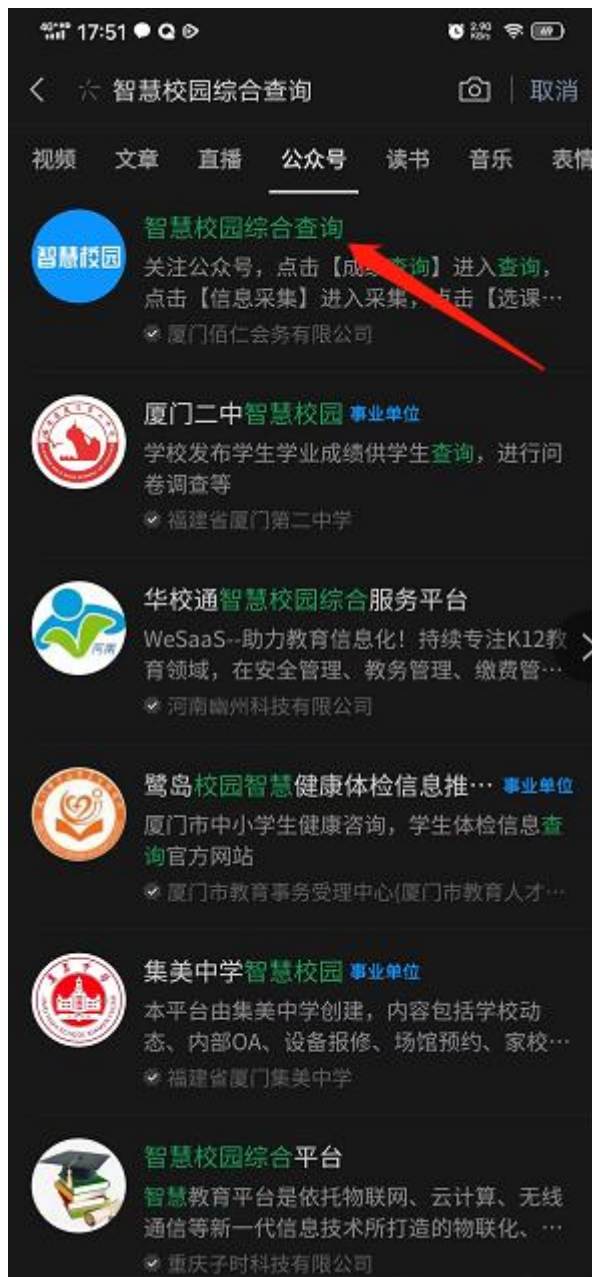 17:51
2.90
KB/s
69
智慧校园综合查询
取消
视频 文章 直播 公众号 读书 音乐 表情
智慧校园
智慧校园综合查询
关注公众号，点击【成绩查询】进入查询，
点击【信息采集】进入采集，点击【选课…
厦门佰仁会务有限公司
厦门二中智慧校园 事业单位
学校发布学生学业成绩供学生查询，进行问
卷调查等
福建省厦门第二中学
河南
华校通智慧校园综合服务平台
WeSaaS--助力教育信息化！持续专注K12教
育领域，在安全管理、教务管理、缴费管…
河南豳州科技有限公司
鹭岛校园智慧健康体检信息推… 事业单位
厦门市中小学生健康咨询，学生体检信息查
询官方网站
厦门市教育事务受理中心(厦门市教育人才…
集美中学智慧校园 事业单位
本平台由集美中学创建，内容包括学校动
态、内部OA、设备报修、场馆预约、家校…
福建省厦门集美中学
智慧校园综合平台
智慧教育平台是依托物联网、云计算、无线
通信等新一代信息技术所打造的物联化、…
重庆子时科技有限公司